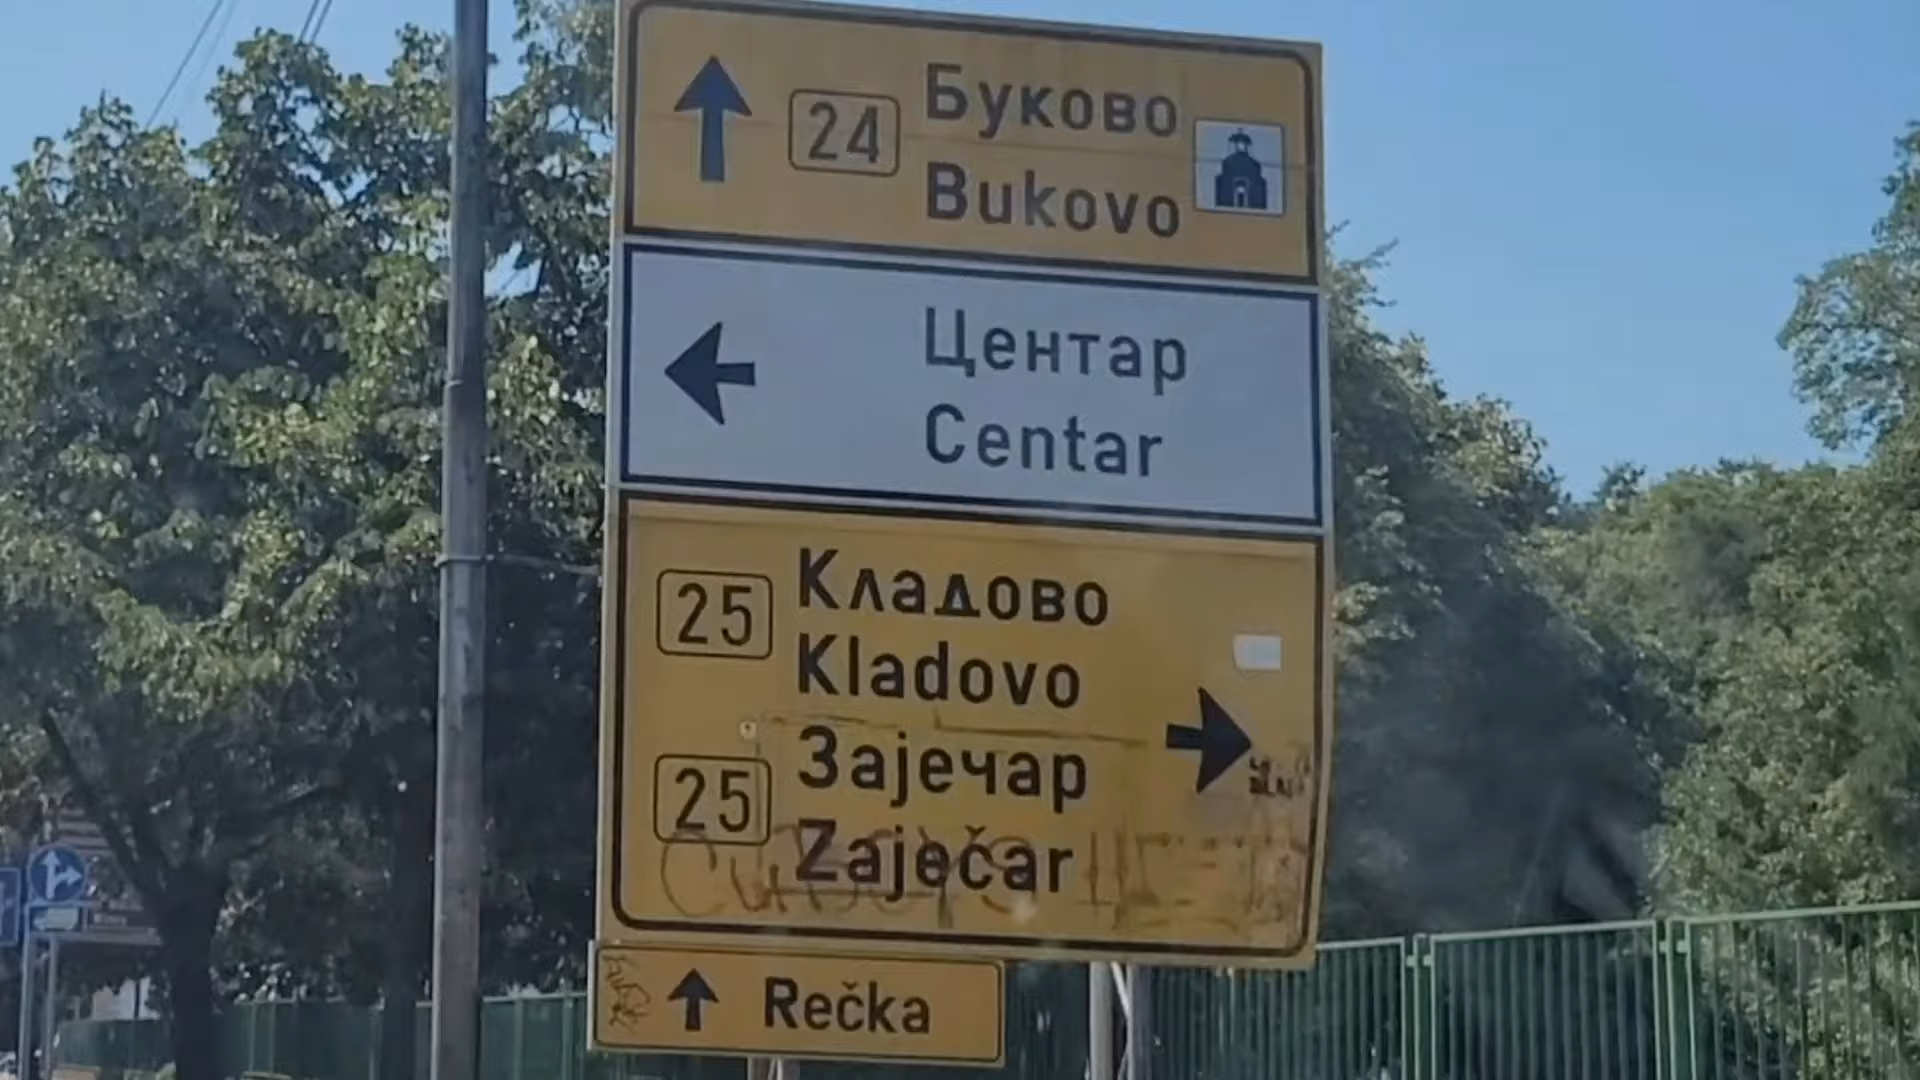 24
Буково
Bukovo
Центар
Centar
25
Кладово
Kladovo
25
Зајечар
Zaječar
Rečka